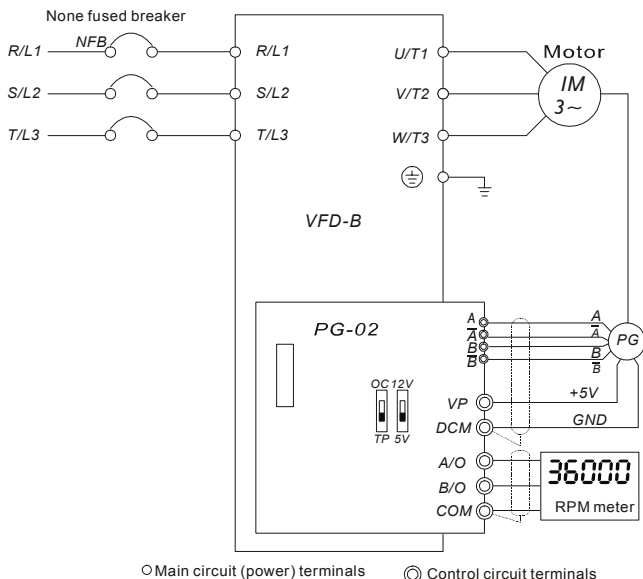 None fused breaker
R/L1 NFB R/L1 U/T1 Motor
S/L2 S/L2 V/T2 IM 3~
T/L3 T/L3 W/T3
VFD-B
PG-02
A A
A̅ A̅
B B
B̅ B̅
PG
OC 12V
TP 5V
VP +5V
DCM GND
A/O
B/O
COM
36000
RPM meter
Main circuit (power) terminals Control circuit terminals